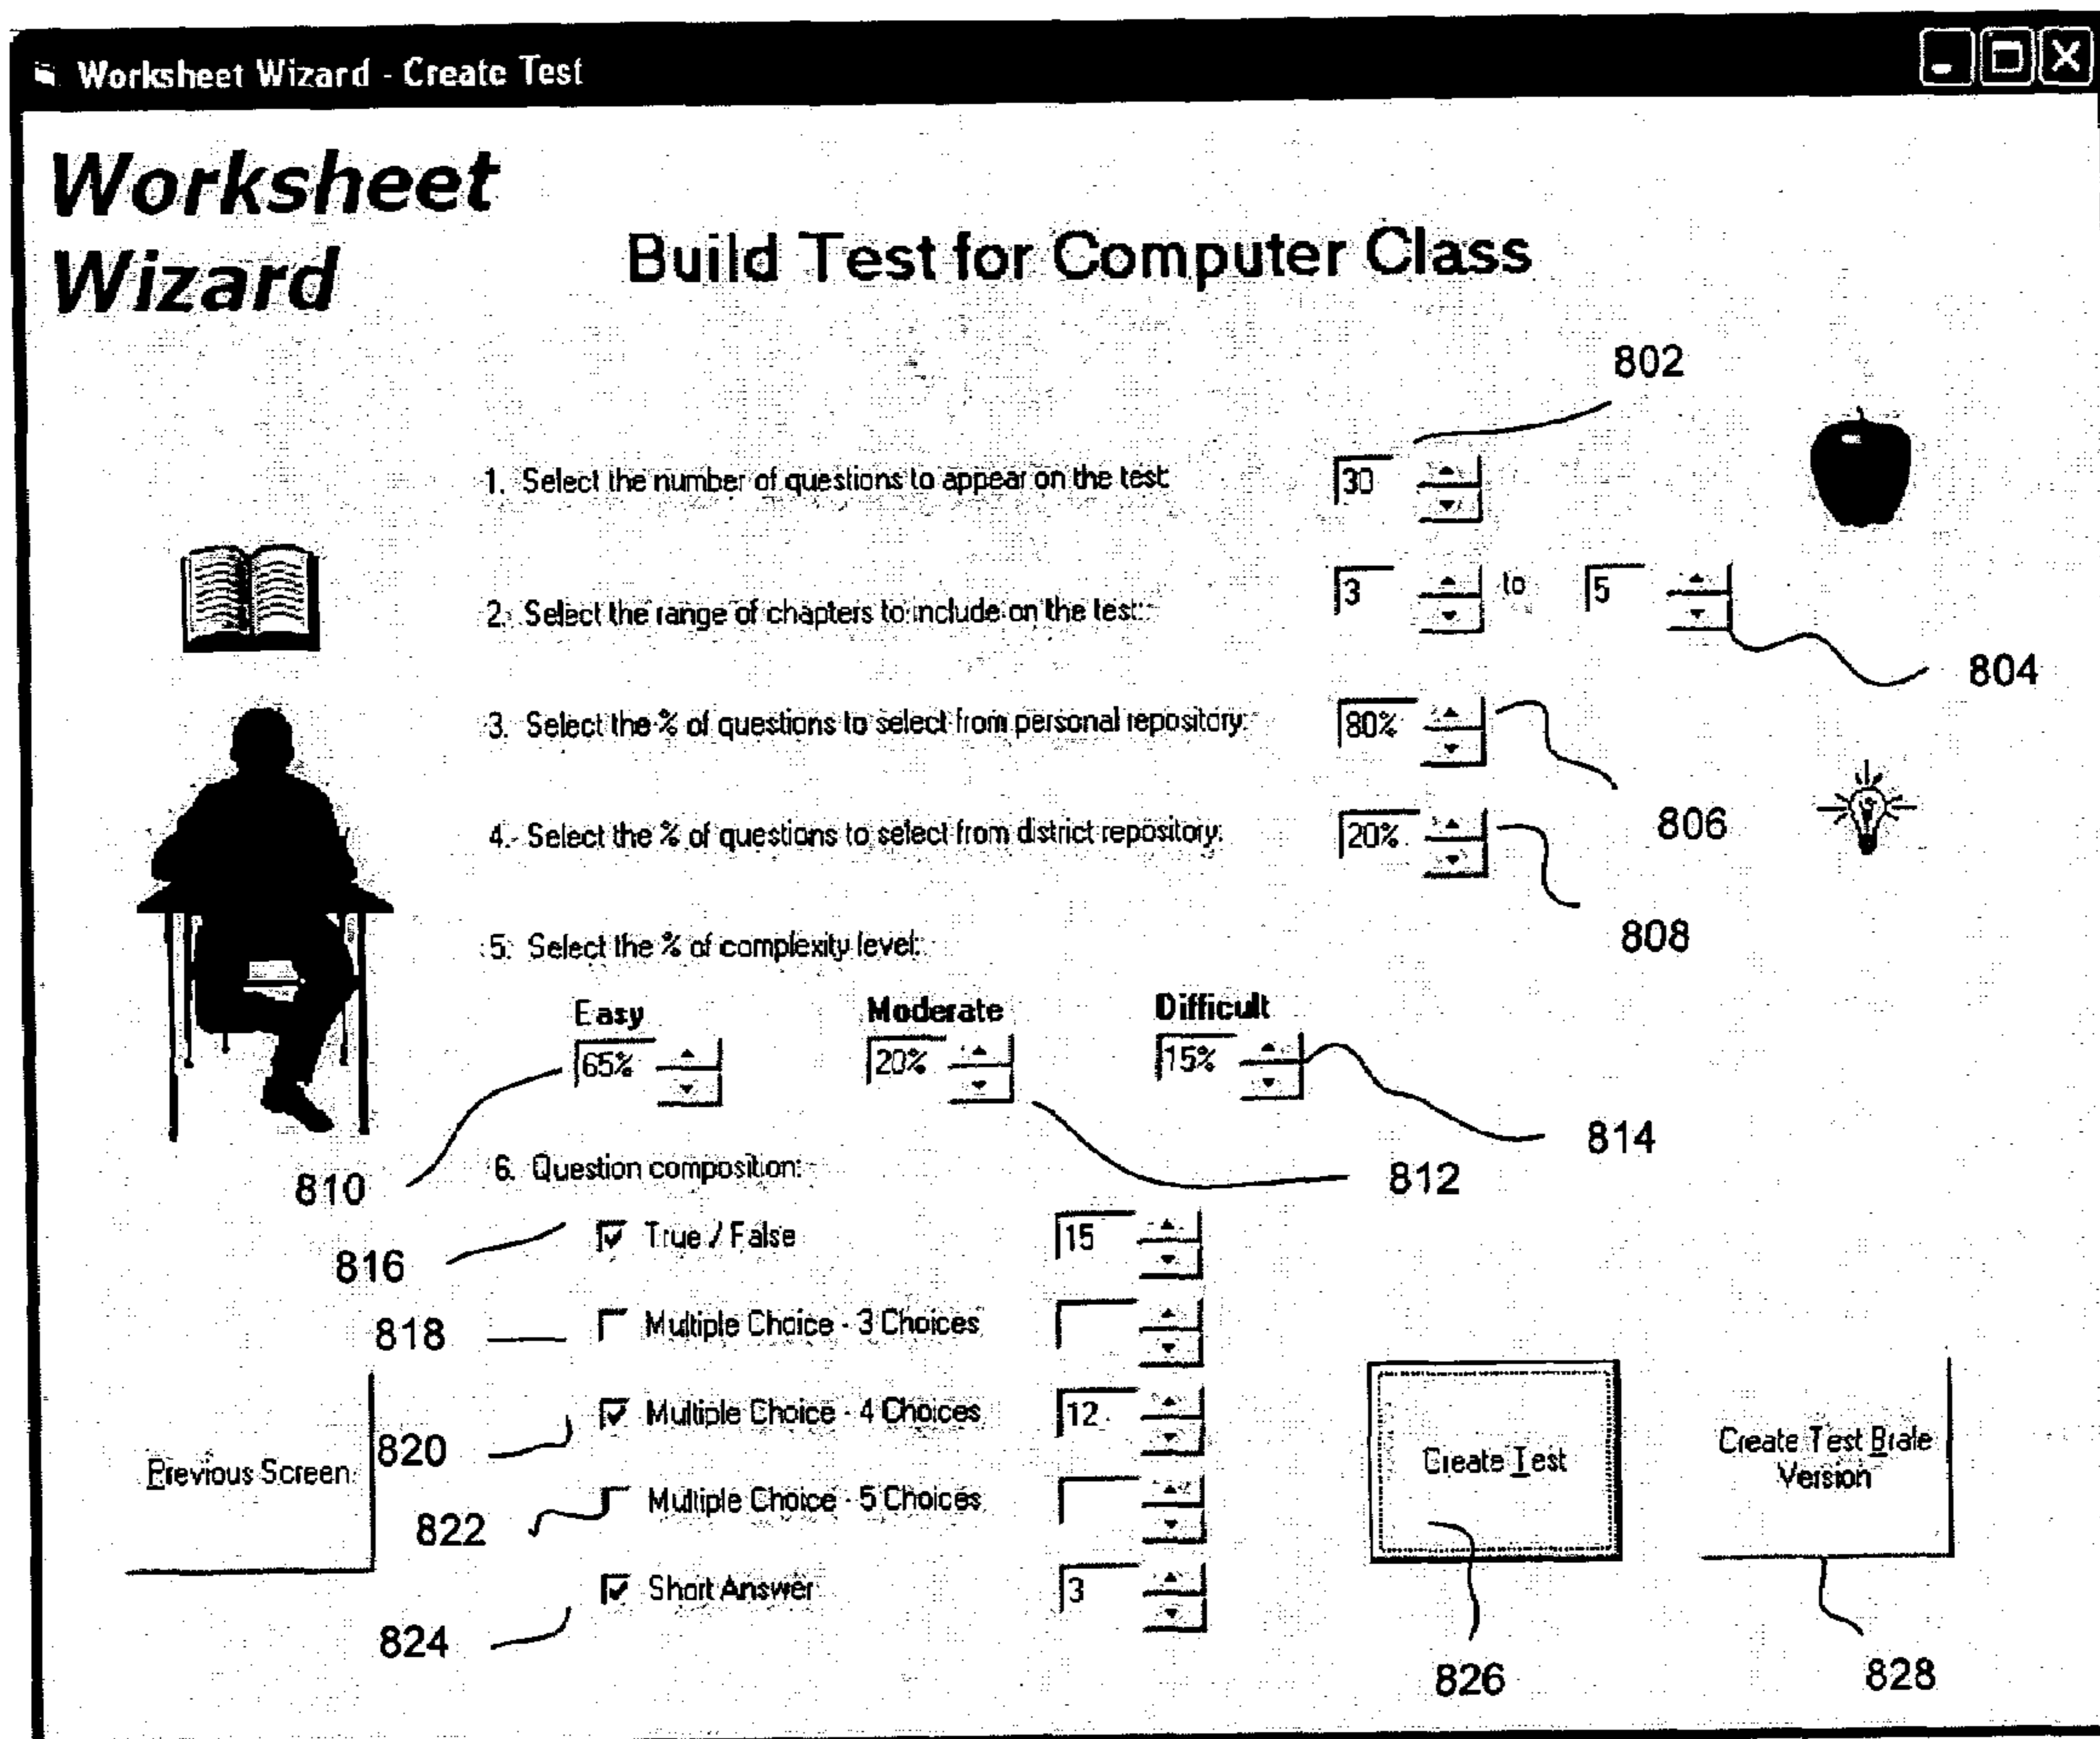 Worksheet Wizard - Create Test
Worksheet
Wizard
Build Test for Computer Class
802
1. Select the number of questions to appear on the test:
30
2. Select the range of chapters to include on the test:
3 to 5
804
3. Select the % of questions to select from personal repository:
80%
806
4. Select the % of questions to select from district repository:
20%
808
5. Select the % of complexity level:
Easy Moderate Difficult
65% 20% 15%
810
812
814
6. Question composition:
816 True / False 15
818 Multiple Choice - 3 Choices
820 Multiple Choice - 4 Choices 12
822 Multiple Choice - 5 Choices
824 Short Answer 3
Previous Screen
Create Test
826
Create Test Brale
Version
828